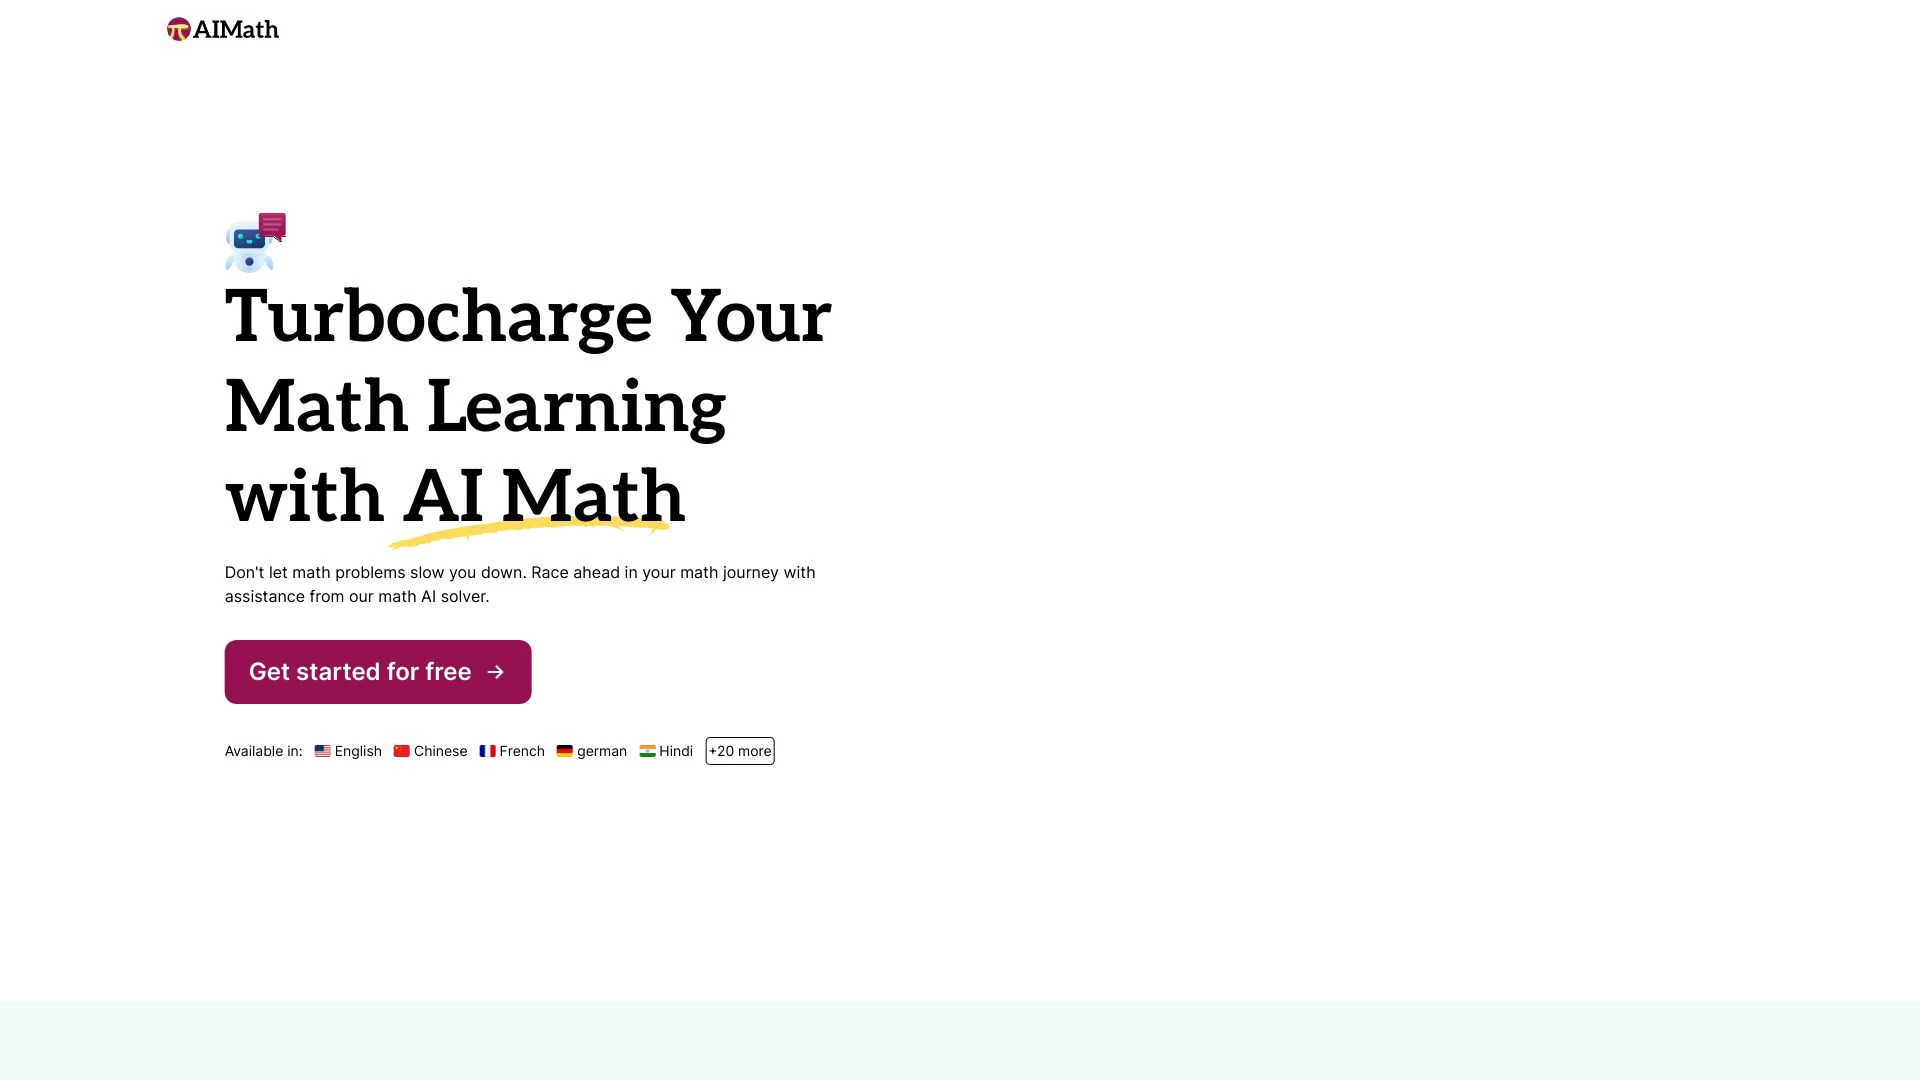 AIMath
Turbocharge Your
Math Learning
with AI Math
Don't let math problems slow you down. Race ahead in your math journey with
assistance from our math AI solver.
Get started for free →
Available in: English Chinese French german Hindi +20 more